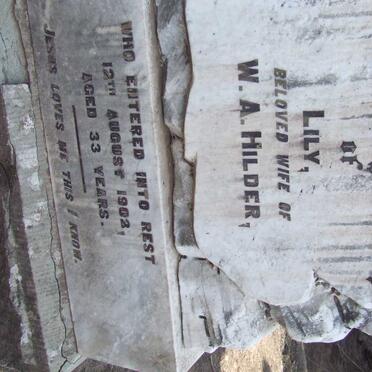 OF
LILY,
BELOVED WIFE OF
W. A. HILDER,
WHO ENTERED INTO REST
12TH AUGUST 1902,
AGED 33 YEARS.
JESUS LOVES ME THIS I KNOW.